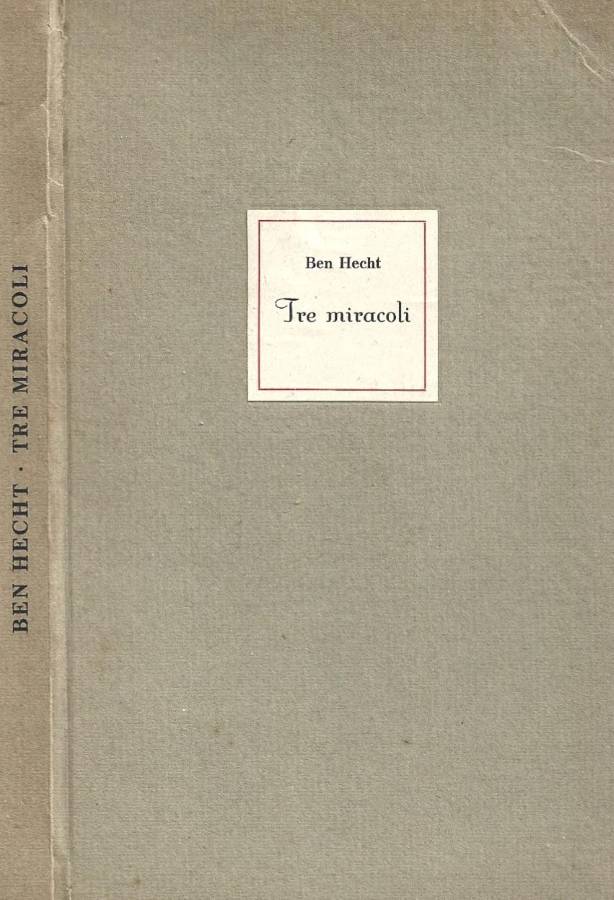 BEN HECHT · TRE MIRACOLI
Ben Hecht
Tre miracoli